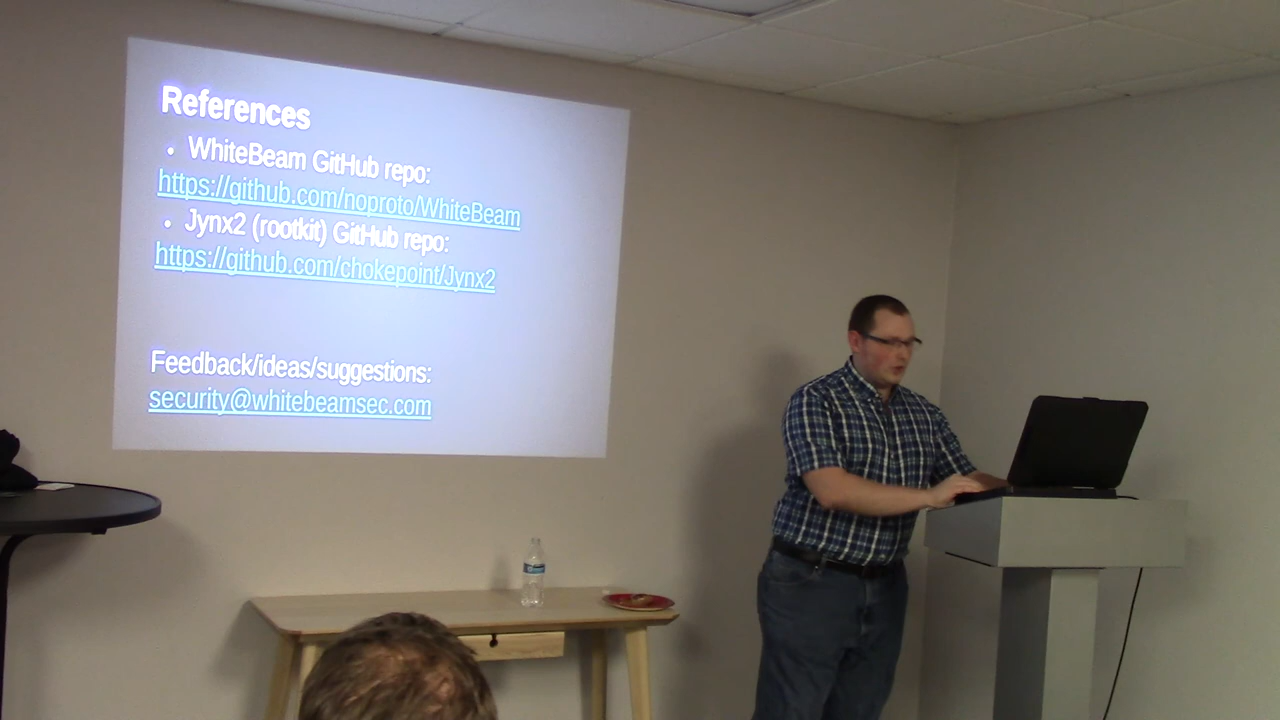 References
• WhiteBeam GitHub repo:
https://github.com/noproto/WhiteBeam
• Jynx2 (rootkit) GitHub repo:
https://github.com/chokepoint/Jynx2
Feedback/ideas/suggestions:
security@whitebeamsec.com